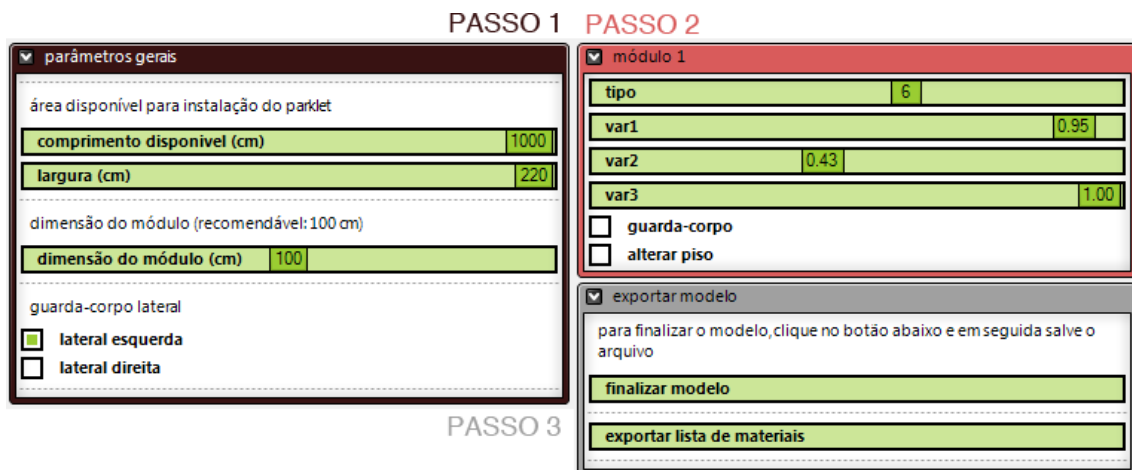 PASSO 1
parâmetros gerais
área disponível para instalação do parklet
comprimento disponivel (cm) 1000
largura (cm) 220
dimensão do módulo (recomendável: 100 cm)
dimensão do módulo (cm) 100
guarda-corpo lateral
lateral esquerda
lateral direita
PASSO 2
módulo 1
tipo 6
var1 0.95
var2 0.43
var3 1.00
guarda-corpo
alterar piso
PASSO 3
exportar modelo
para finalizar o modelo, clique no botão abaixo e em seguida salve o
arquivo
finalizar modelo
exportar lista de materiais